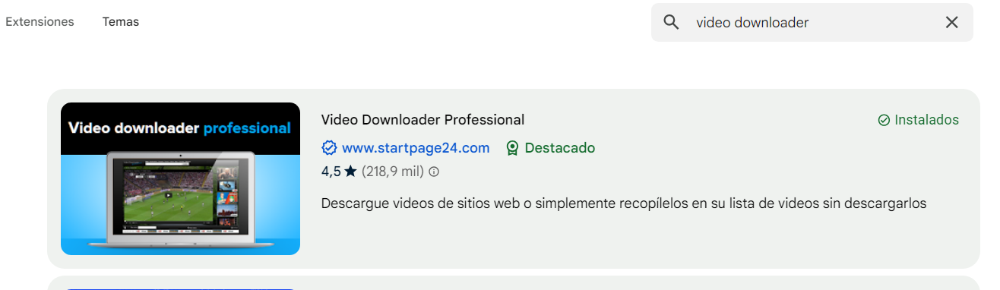 Extensiones Temas video downloader
Video downloader professional
Video Downloader Professional Instalados
www.startpage24.com Destacado
4,5 (218,9 mil)
Descargue videos de sitios web o simplemente recopílelos en su lista de videos sin descargarlos